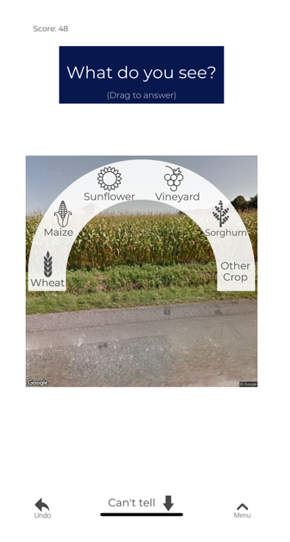 Score: 48
What do you see?
(Drag to answer)
Sunflower
Vineyard
Maize
Sorghum
Wheat
Other
Crop
Google
© Google
Can't tell
Undo
Menu